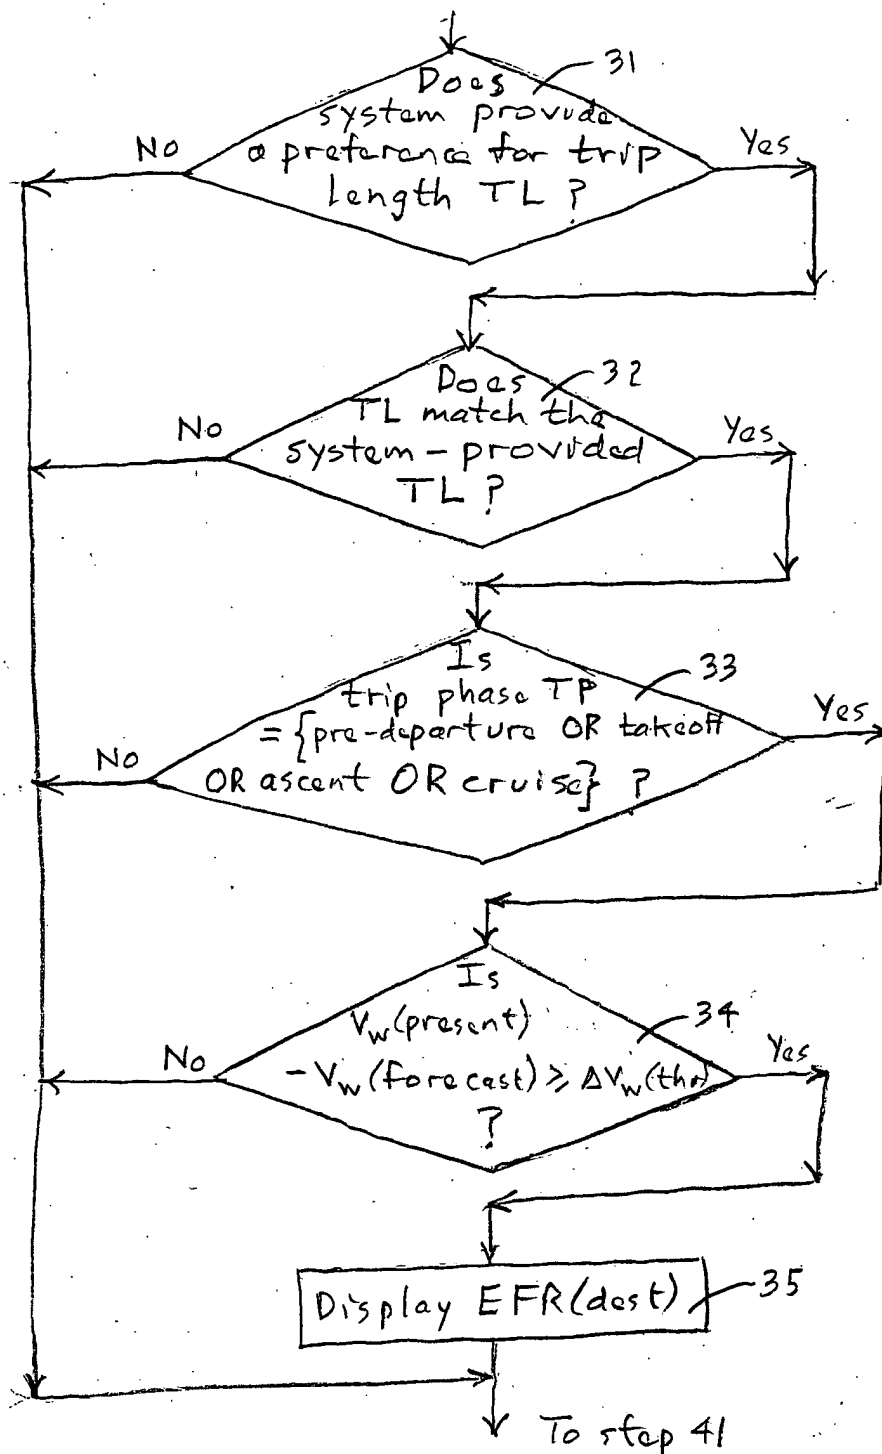 31
Does
system provide
a preference for trip
length TL ?
No
Yes
32
Does
TL match the
system - provided
TL ?
No
Yes
33
Is
trip phase TP
= {pre-departure OR takeoff
OR ascent OR cruise} ?
No
Yes
34
Is
Vw(present)
- Vw(forecast) ≥ ΔVw(thr)
?
No
Yes
Display EFR(dest)
35
To step 41